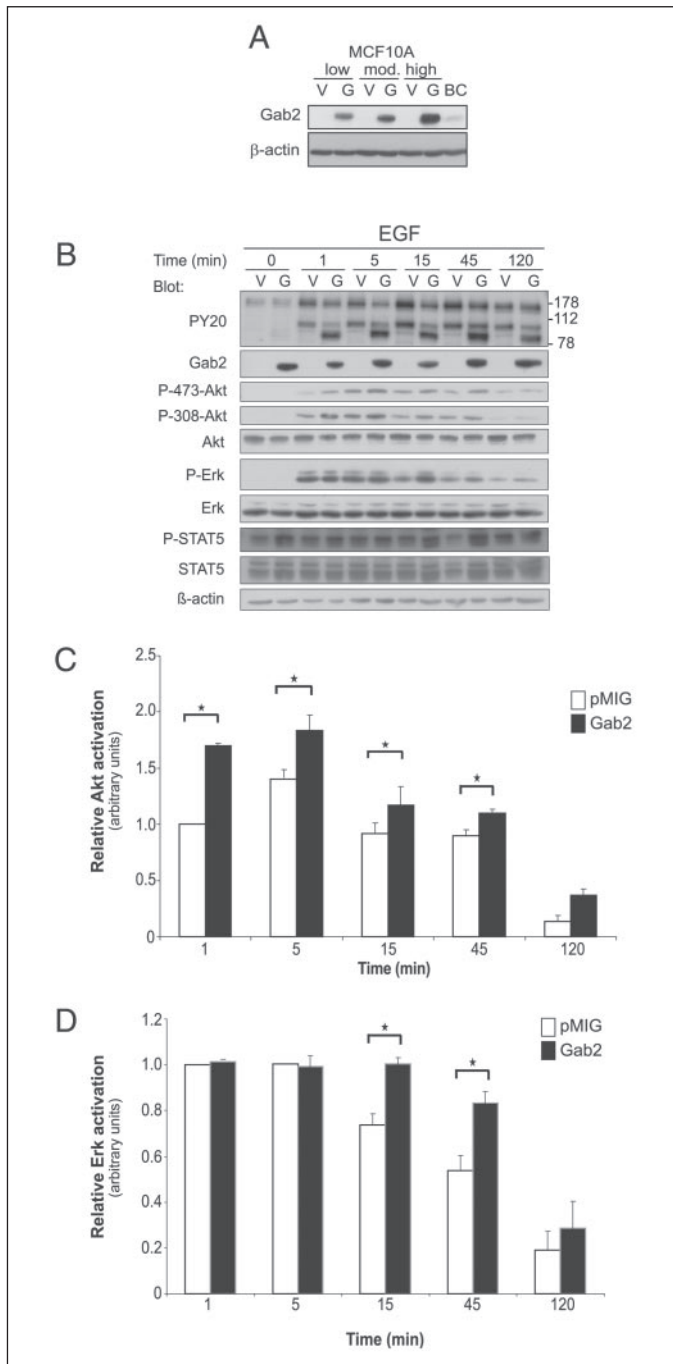 A
MCF10A
low mod. high
V G V G V G BC
Gab2
β-actin
B
EGF
Time (min) 0 1 5 15 45 120
Blot: V G V G V G V G V G V G
PY20
178
112
78
Gab2
P-473-Akt
P-308-Akt
Akt
P-Erk
Erk
P-STAT5
STAT5
ß-actin
C
Relative Akt activation
(arbitrary units)
2.5
2.0
1.5
1.0
0.5
0
* * * *
pMIG
Gab2
1 5 15 45 120
Time (min)
D
Relative Erk activation
(arbitrary units)
1.2
1.0
0.8
0.6
0.4
0.2
0
* *
pMIG
Gab2
1 5 15 45 120
Time (min)